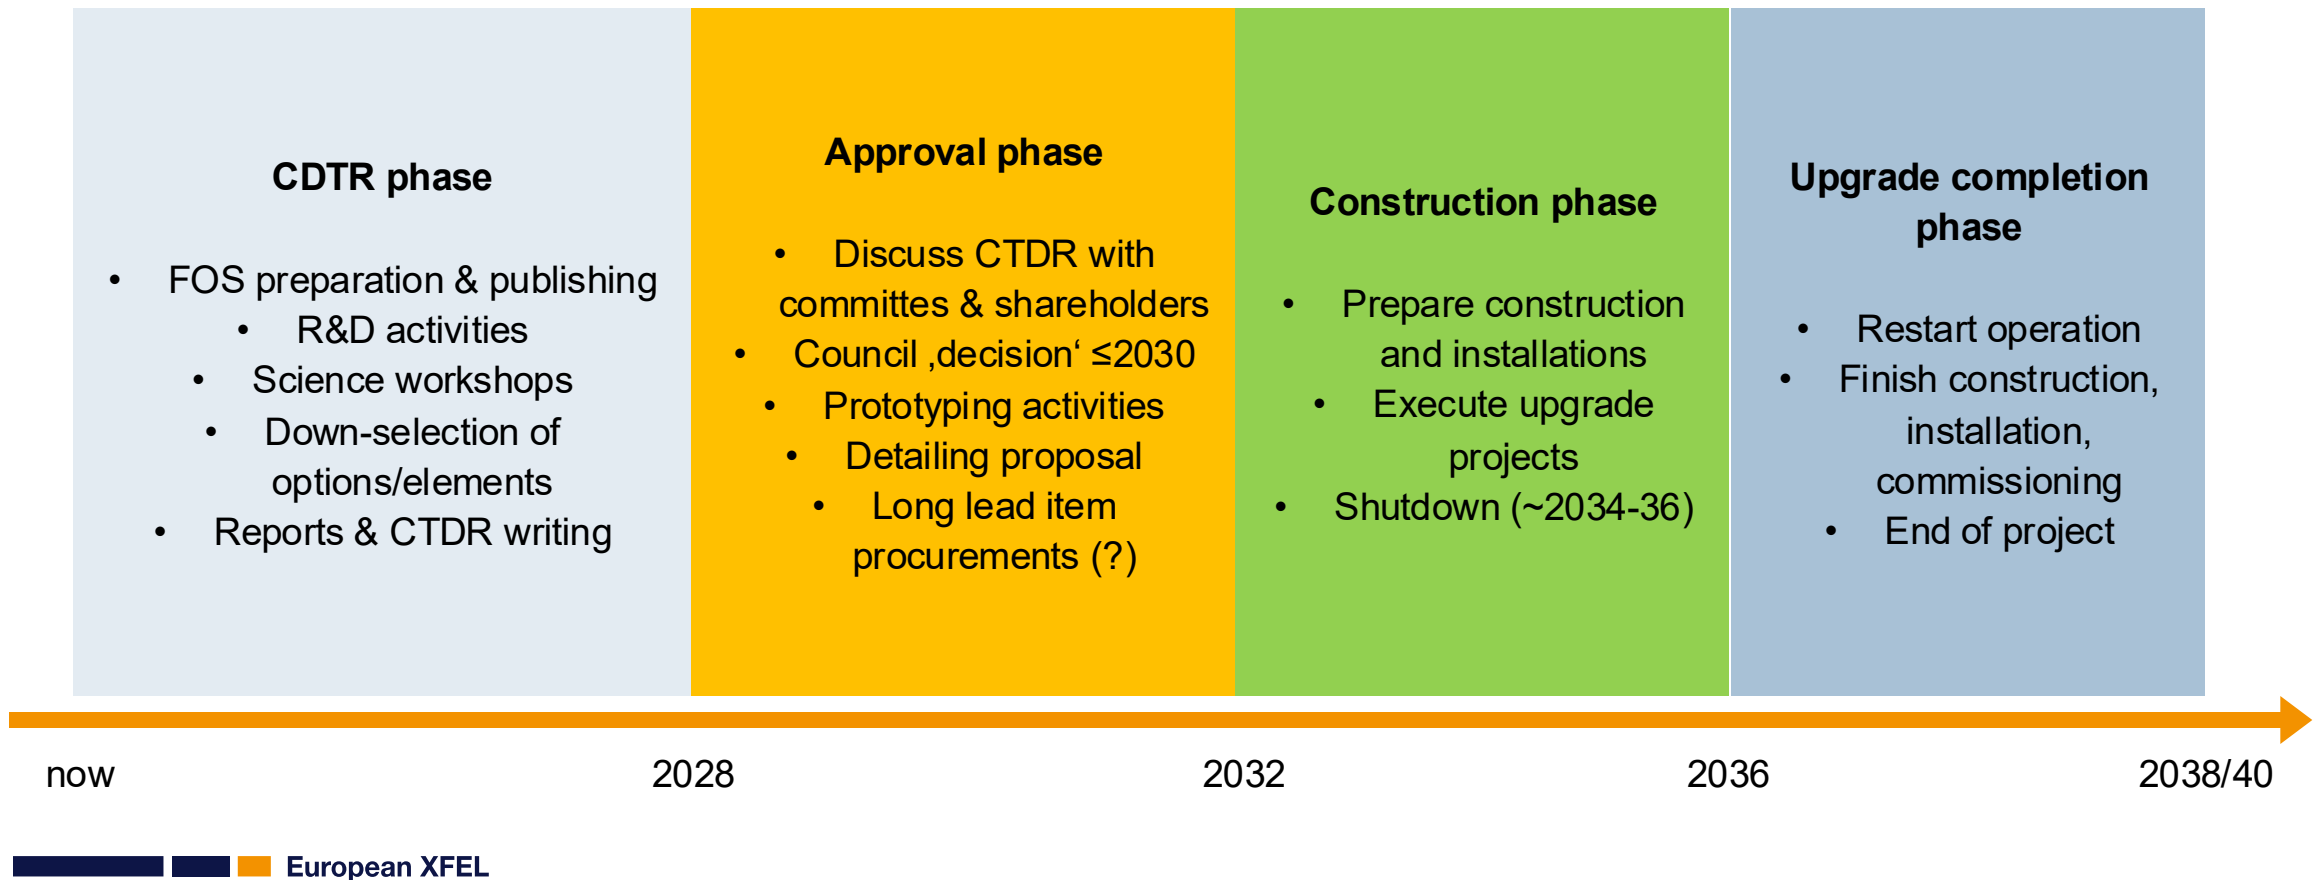 CDTR phase
• FOS preparation & publishing
• R&D activities
• Science workshops
• Down-selection of
options/elements
• Reports & CTDR writing
Approval phase
• Discuss CTDR with
committes & shareholders
• Council ‚decision‘ ≤2030
• Prototyping activities
• Detailing proposal
• Long lead item
procurements (?)
Construction phase
• Prepare construction
and installations
• Execute upgrade
projects
• Shutdown (~2034-36)
Upgrade completion
phase
• Restart operation
• Finish construction,
installation,
commissioning
• End of project
now
2028
2032
2036
2038/40
European XFEL